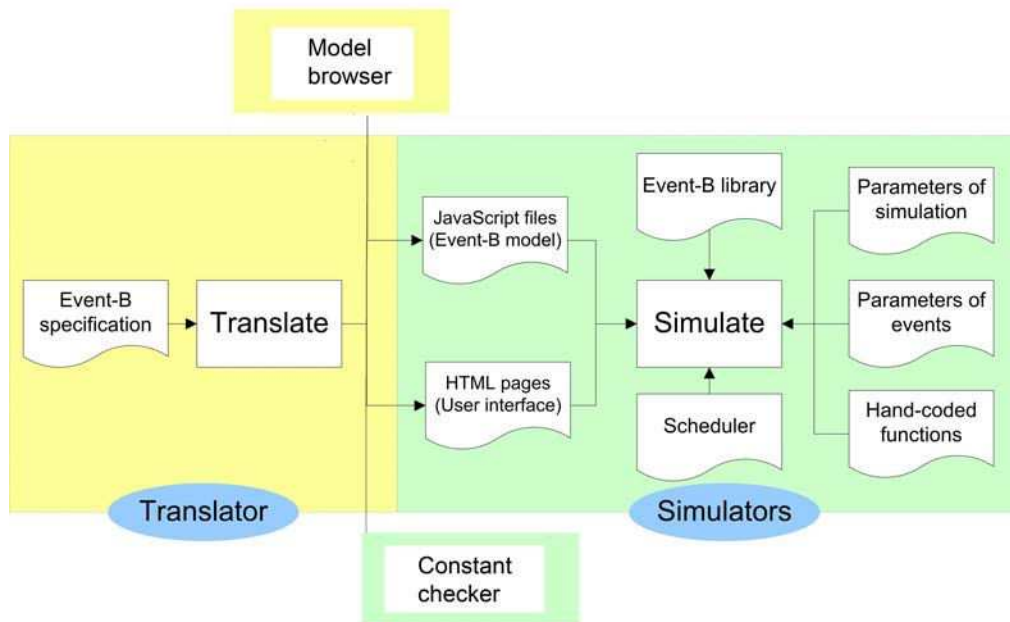 Model
browser
Event-B
specification
Translate
JavaScript files
(Event-B model)
HTML pages
(User interface)
Event-B library
Simulate
Scheduler
Parameters of
simulation
Parameters of
events
Hand-coded
functions
Translator
Simulators
Constant
checker